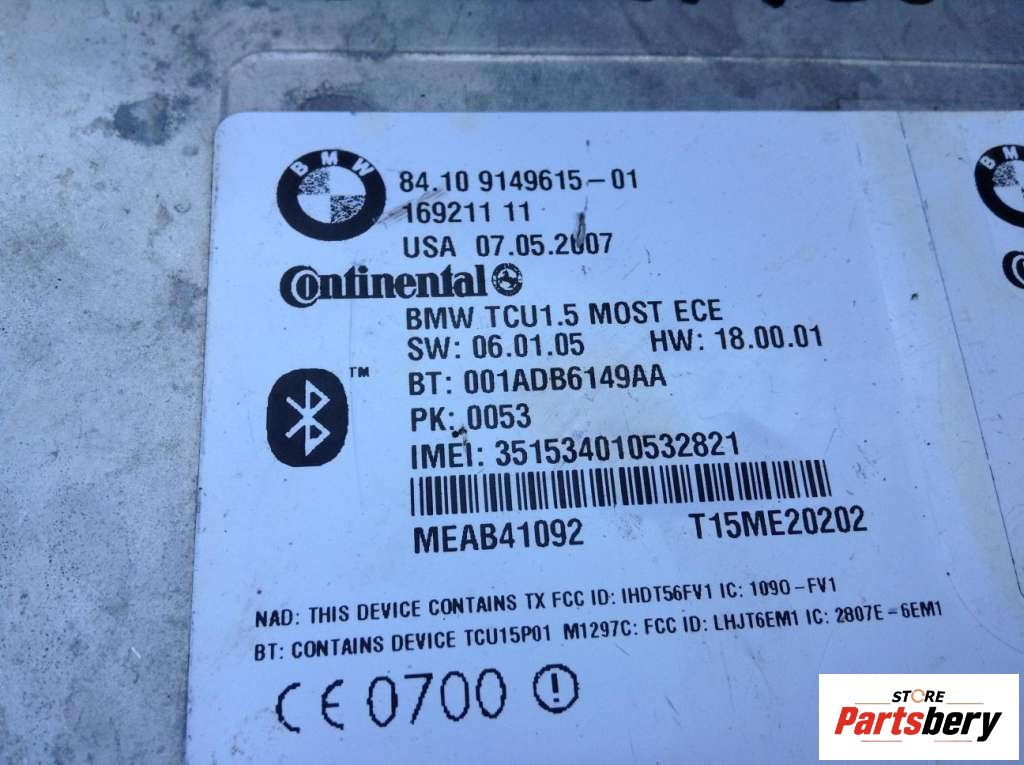 BMW
84.10 9149615-01
169211 11
USA 07.05.2007
Continental
BMW TCU1.5 MOST ECE
SW: 06.01.05 HW: 18.00.01
TM
BT: 001ADB6149AA
PK: 0053
IMEI: 351534010532821
MEAB41092 T15ME20202
NAD: THIS DEVICE CONTAINS TX FCC ID: IHDT56FV1 IC: 1090-FV1
BT: CONTAINS DEVICE TCU15P01 M1297C: FCC ID: LHJT6EM1 IC: 2807E-6EM1
CE 0700 !
STORE
Partsbery